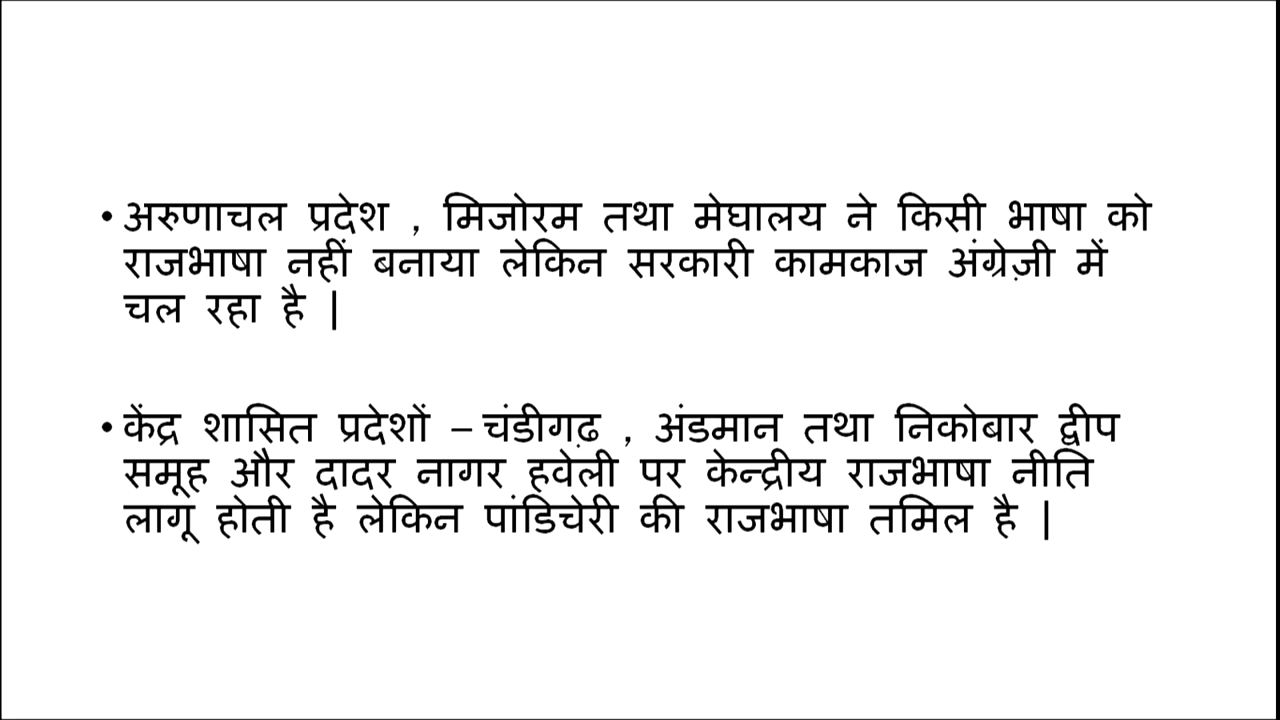 • अरुणाचल प्रदेश , मिजोरम तथा मेघालय ने किसी भाषा को
राजभाषा नहीं बनाया लेकिन सरकारी कामकाज अंग्रेज़ी में
चल रहा है |
• केंद्र शासित प्रदेशों – चंडीगढ़ , अंडमान तथा निकोबार द्वीप
समूह और दादर नागर हवेली पर केन्द्रीय राजभाषा नीति
लागू होती है लेकिन पांडिचेरी की राजभाषा तमिल है |